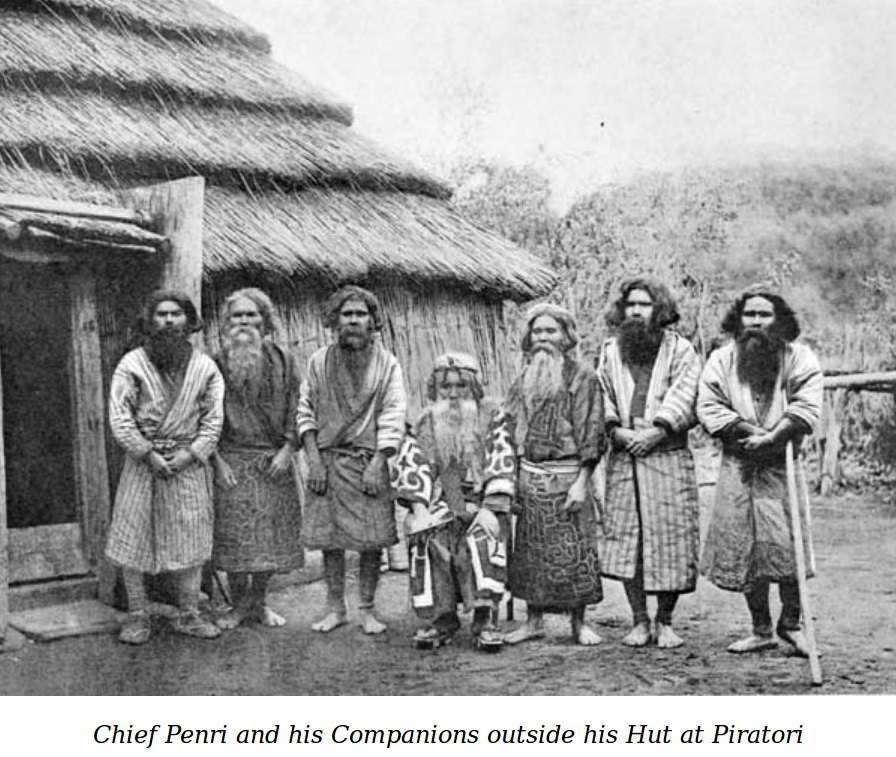 Chief Penri and his Companions outside his Hut at Piratori